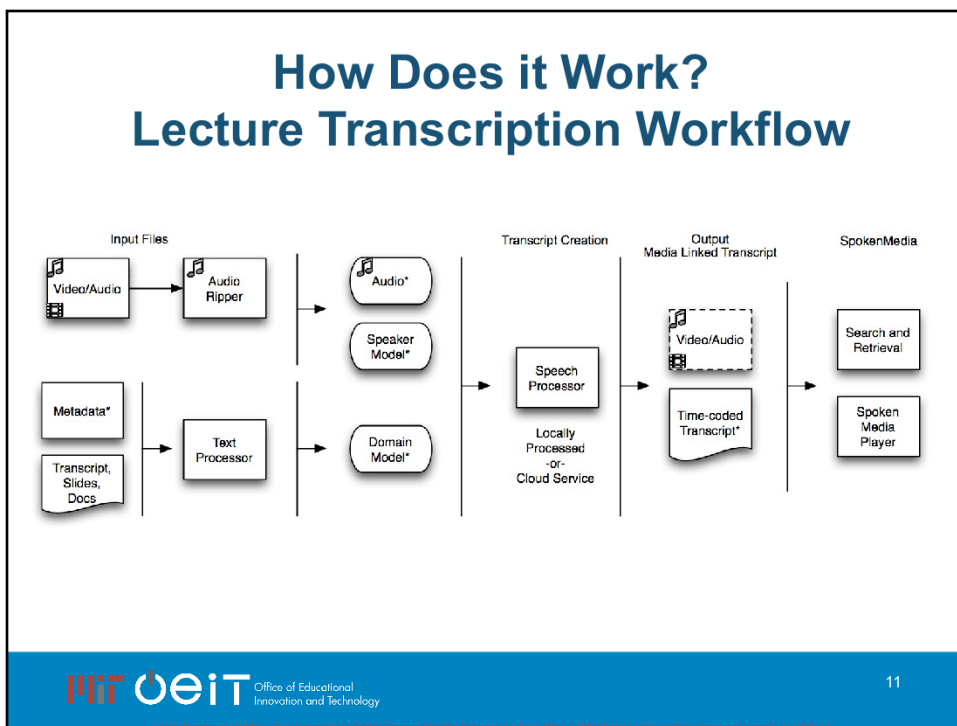 How Does it Work?
Lecture Transcription Workflow
Input Files
Video/Audio
Audio
Ripper
Metadata*
Transcript,
Slides,
Docs
Text
Processor
Audio*
Speaker
Model*
Domain
Model*
Transcript Creation
Speech
Processor
Locally
Processed
-or-
Cloud Service
Output
Media Linked Transcript
Video/Audio
Time-coded
Transcript*
SpokenMedia
Search and
Retrieval
Spoken
Media
Player
MIT OEIT Office of Educational
Innovation and Technology
11